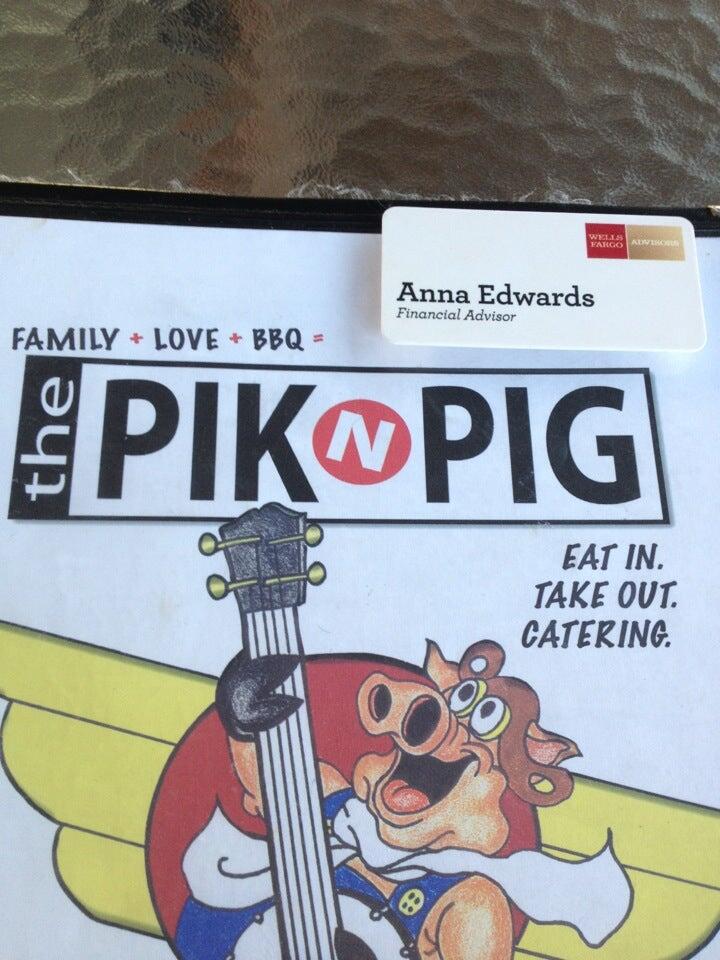 WELLS
FARGO
ADVISORS
Anna Edwards
Financial Advisor
FAMILY + LOVE + BBQ =
the PIK N PIG
EAT IN.
TAKE OUT.
CATERING.